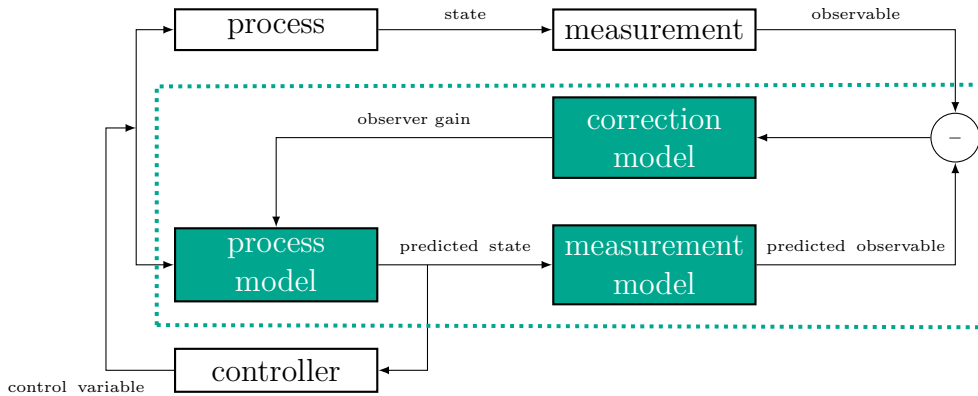 process
state
measurement
observable
observer gain
correction
model
–
process
model
predicted state
measurement
model
predicted observable
controller
control variable